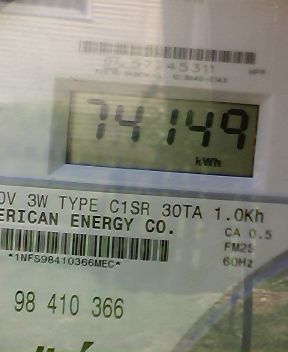 74149
kWh
0V 3W TYPE C1SR 30TA 1.0Kh
ERICAN ENERGY CO.
CA 0.5
FM2S
60Hz
*1NFS98410366MEC*
98 410 366